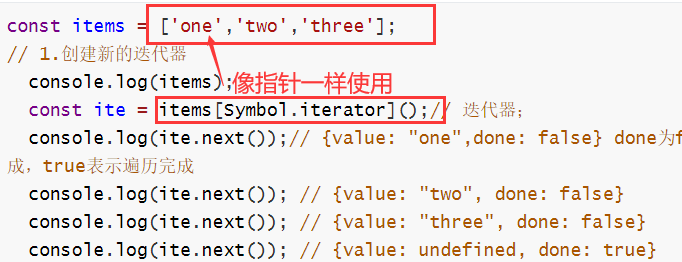 const items = ['one','two','three'];
// 1.创建新的迭代器
console.log(items);
像指针一样使用
const ite = items[Symbol.iterator]();// 迭代器；
console.log(ite.next());// {value: "one",done: false} done为f
成，true表示遍历完成
console.log(ite.next()); // {value: "two", done: false}
console.log(ite.next()); // {value: "three", done: false}
console.log(ite.next()); // {value: undefined, done: true}